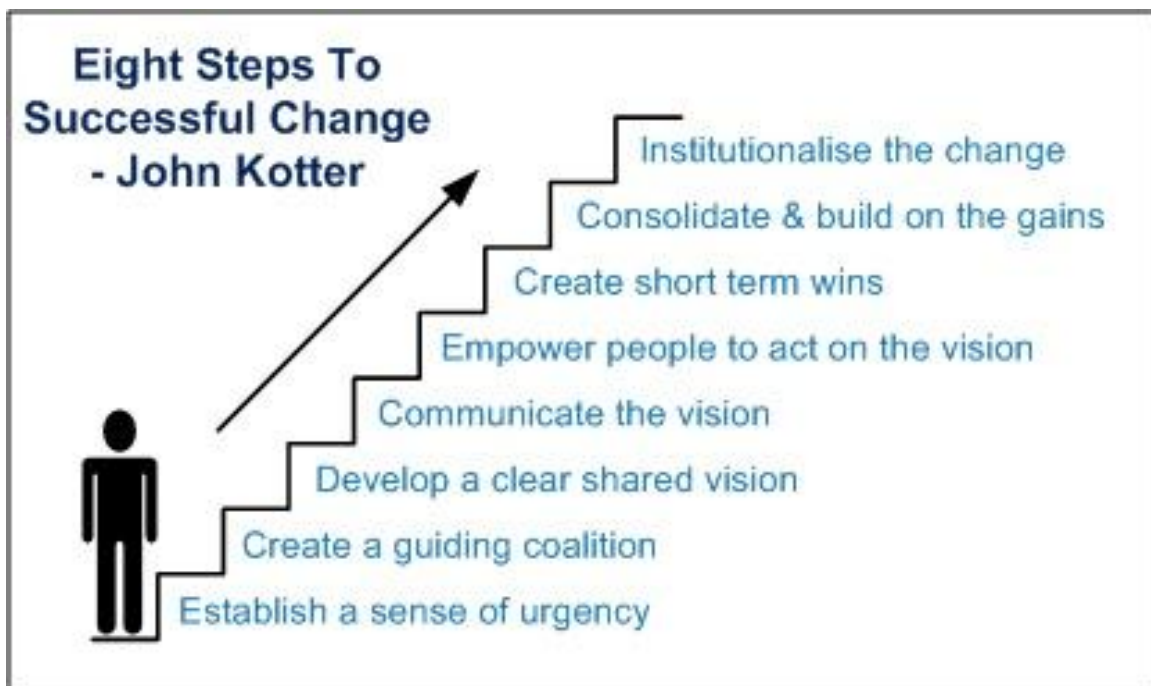 Eight Steps To
Successful Change
- John Kotter
Institutionalise the change
Consolidate & build on the gains
Create short term wins
Empower people to act on the vision
Communicate the vision
Develop a clear shared vision
Create a guiding coalition
Establish a sense of urgency